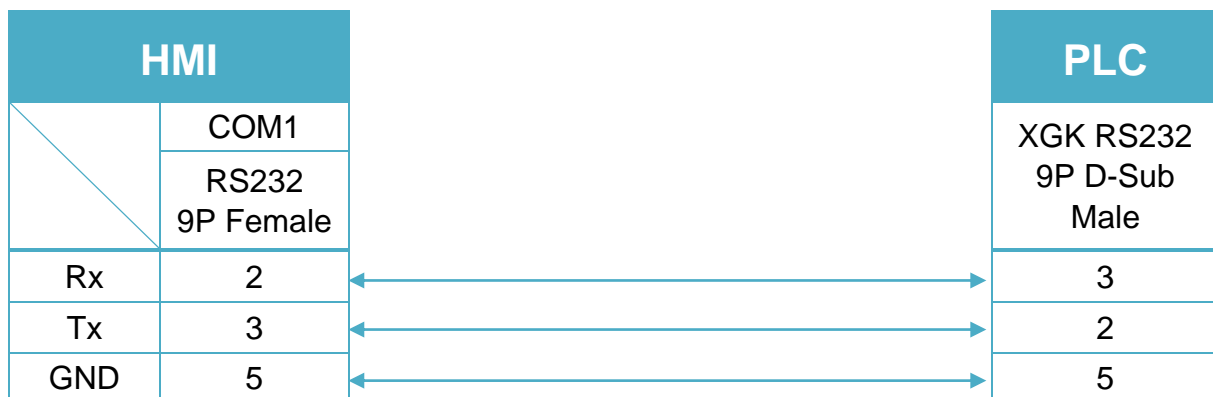 HMI
PLC
COM1
RS232
9P Female
XGK RS232
9P D-Sub
Male
Rx 2 3
Tx 3 2
GND 5 5